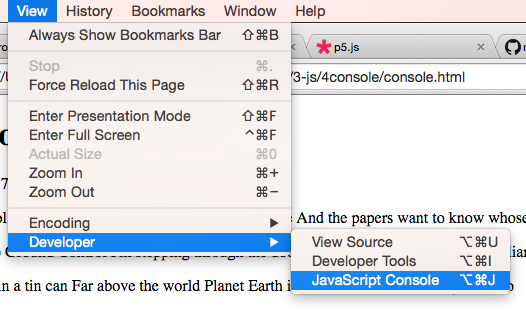 View History Bookmarks Window Help
Always Show Bookmarks Bar ⇧⌘B
p5.js
Stop ⌘.
/3-js/4console/console.html
Force Reload This Page ⇧⌘R
Enter Presentation Mode ⇧⌘F
Enter Full Screen ^⌘F
Actual Size ⌘0
Zoom In ⌘+
Zoom Out ⌘−
Encoding ▶
And the papers want to know whose
Developer ▶
View Source ⌥⌘U
Developer Tools ⌥⌘I
JavaScript Console ⌥⌘J
in a tin can Far above the world Planet Earth i